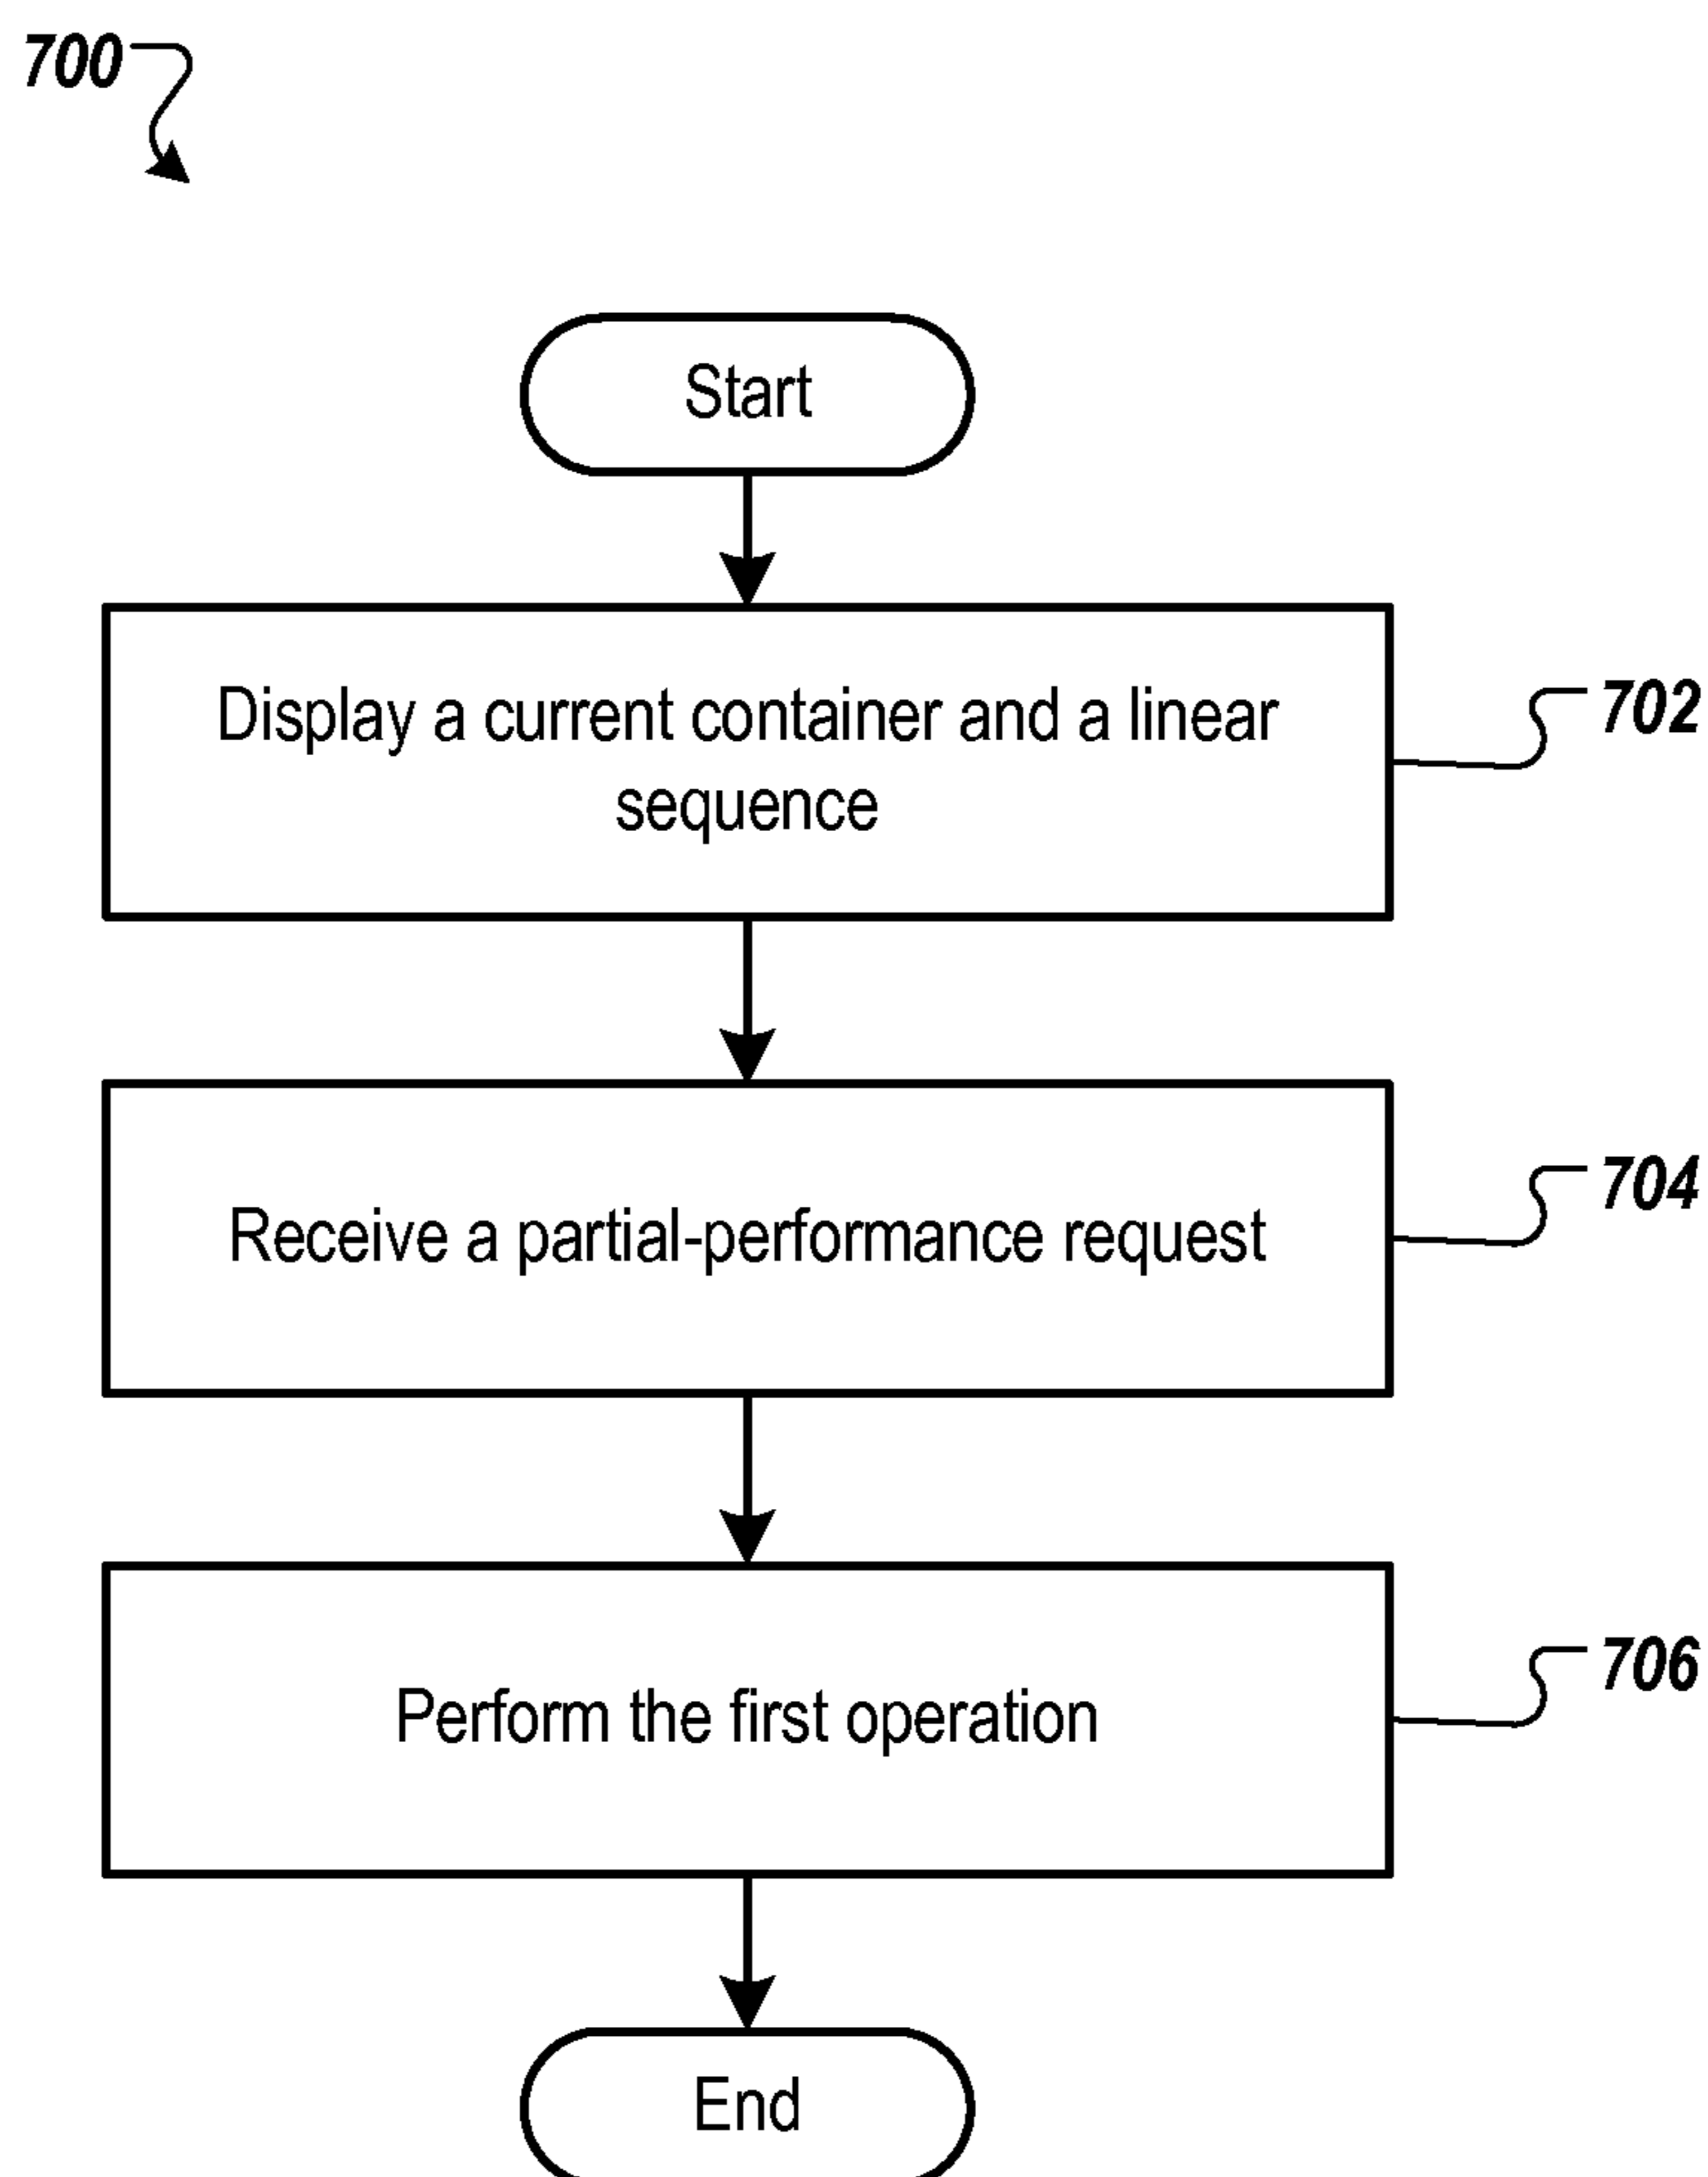 700
Start
Display a current container and a linear
sequence
702
Receive a partial-performance request
704
Perform the first operation
706
End